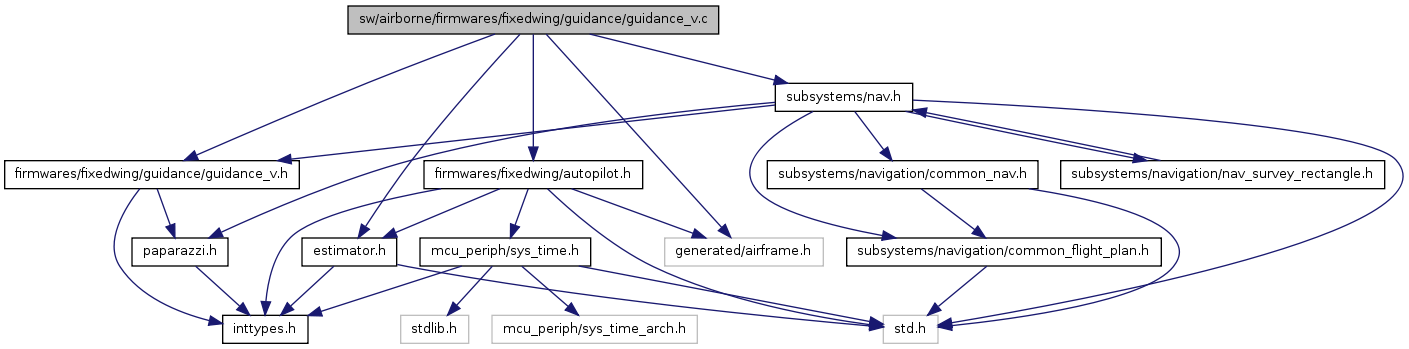 sw/airborne/firmwares/fixedwing/guidance/guidance_v.c
subsystems/nav.h
firmwares/fixedwing/guidance/guidance_v.h
firmwares/fixedwing/autopilot.h
subsystems/navigation/common_nav.h
subsystems/navigation/nav_survey_rectangle.h
paparazzi.h
estimator.h
mcu_periph/sys_time.h
generated/airframe.h
subsystems/navigation/common_flight_plan.h
inttypes.h
stdlib.h
mcu_periph/sys_time_arch.h
std.h